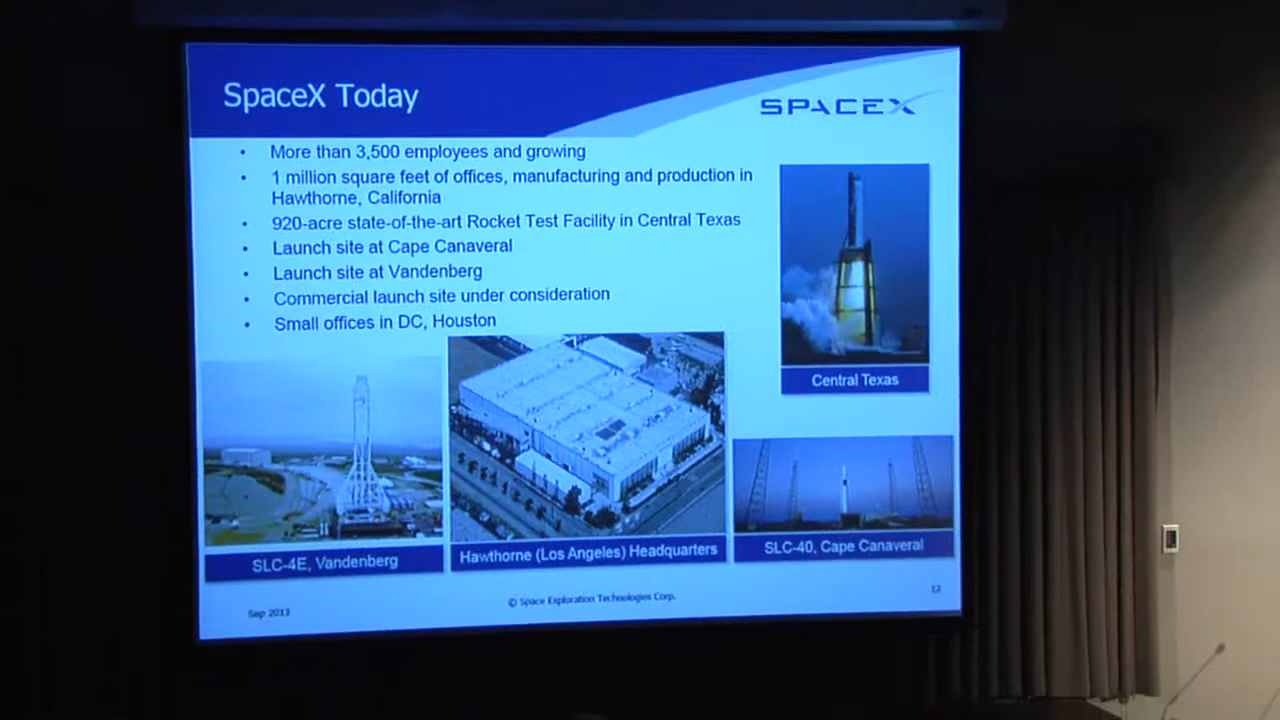 SpaceX Today
SPACEX
• More than 3,500 employees and growing
• 1 million square feet of offices, manufacturing and production in
Hawthorne, California
• 920-acre state-of-the-art Rocket Test Facility in Central Texas
• Launch site at Cape Canaveral
• Launch site at Vandenberg
• Commercial launch site under consideration
• Small offices in DC, Houston
Central Texas
SLC-4E, Vandenberg
Hawthorne (Los Angeles) Headquarters
SLC-40, Cape Canaveral
Sep 2013
© Space Exploration Technologies Corp.
12